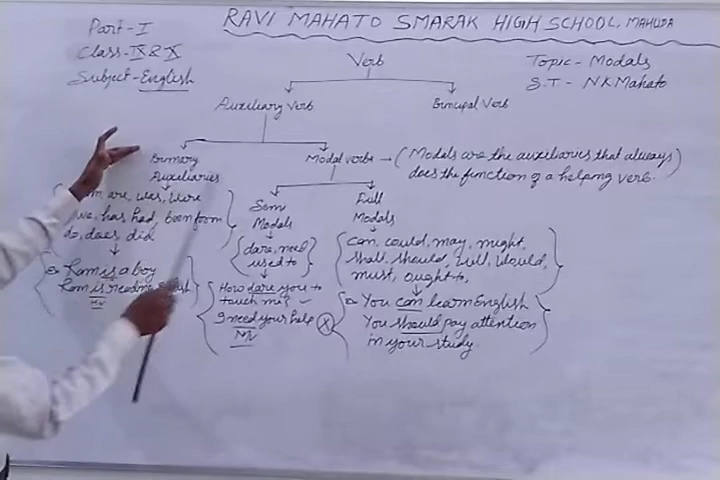 Part-I
Class-IX & X
Subject-English
RAVI MAHATO SMARAK HIGH SCHOOL, MAHUDA
Topic - Modals
S.T - N.K Mahato
Verb
Auxiliary verb
Principal Verb
Primary
Auxiliaries
Modal verbs → (Modals are the auxiliaries that always
does the function of a helping verb.)
am are, was, were
has had, been
do, does, did
Ram is a boy
Ram is reading
Semi
Modals
{dare, need
used to}
How dare you to
touch me?
I need your help
MV
Full
Modals
can, could, may, might,
shall, should, will, would,
must, ought to,
You can learn English
You should pay attention
in your study.